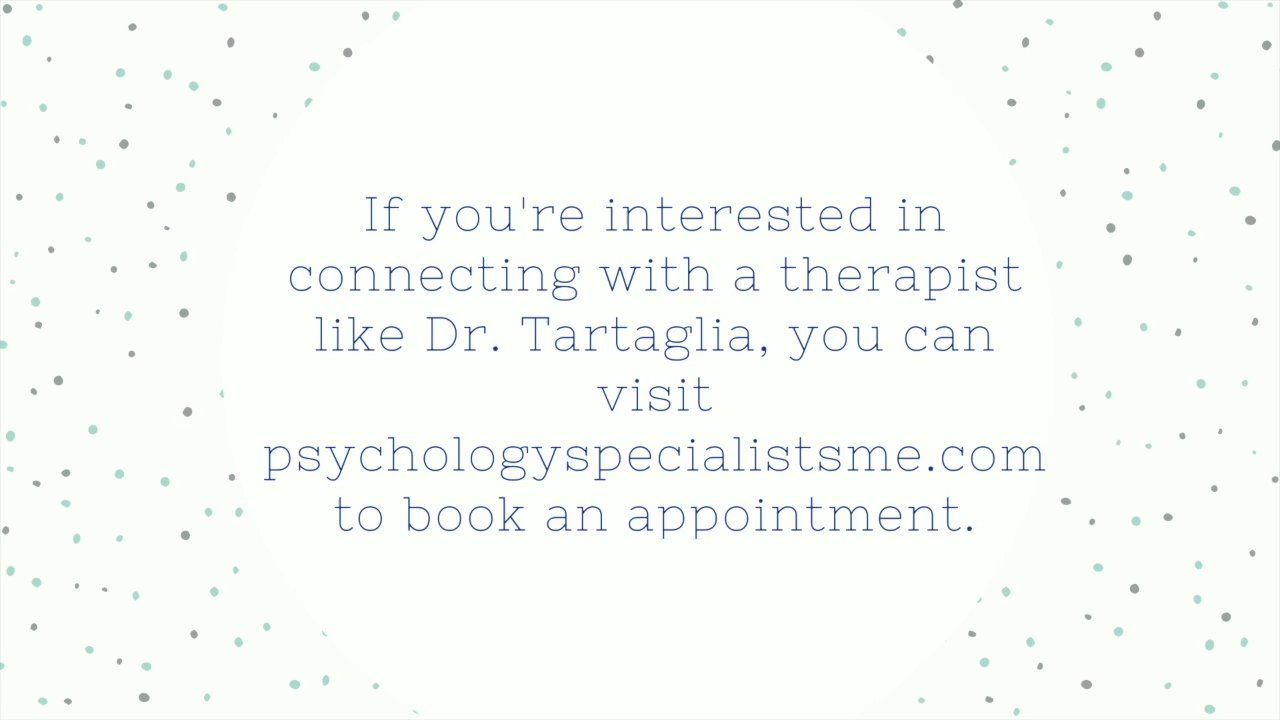 If you're interested in
connecting with a therapist
like Dr. Tartaglia, you can
visit
psychologyspecialistsme.com
to book an appointment.